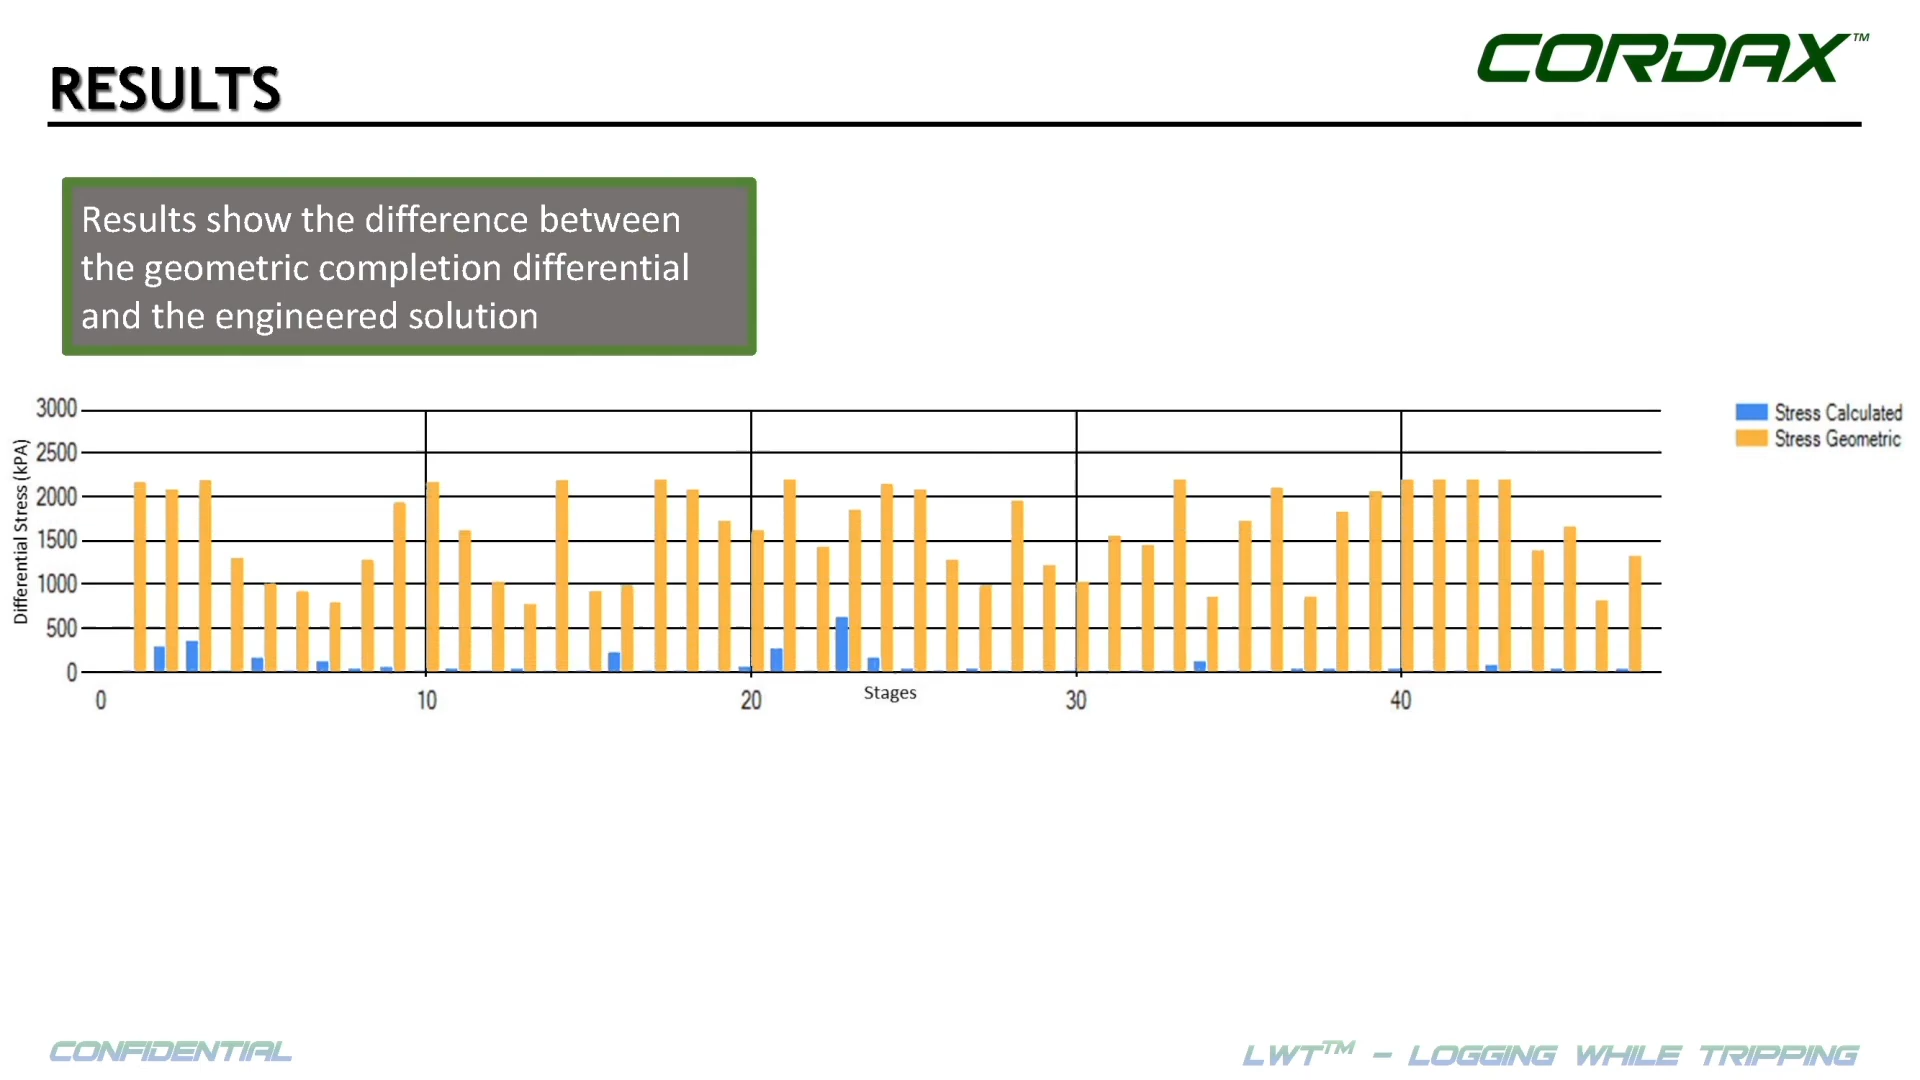 RESULTS
CORDAX™
Results show the difference between
the geometric completion differential
and the engineered solution
3000
2500
2000
1500
1000
500
0
Differential Stress (kPA)
0 10 20 30 40
Stages
Stress Calculated
Stress Geometric
CONFIDENTIAL
LWT™ - LOGGING WHILE TRIPPING